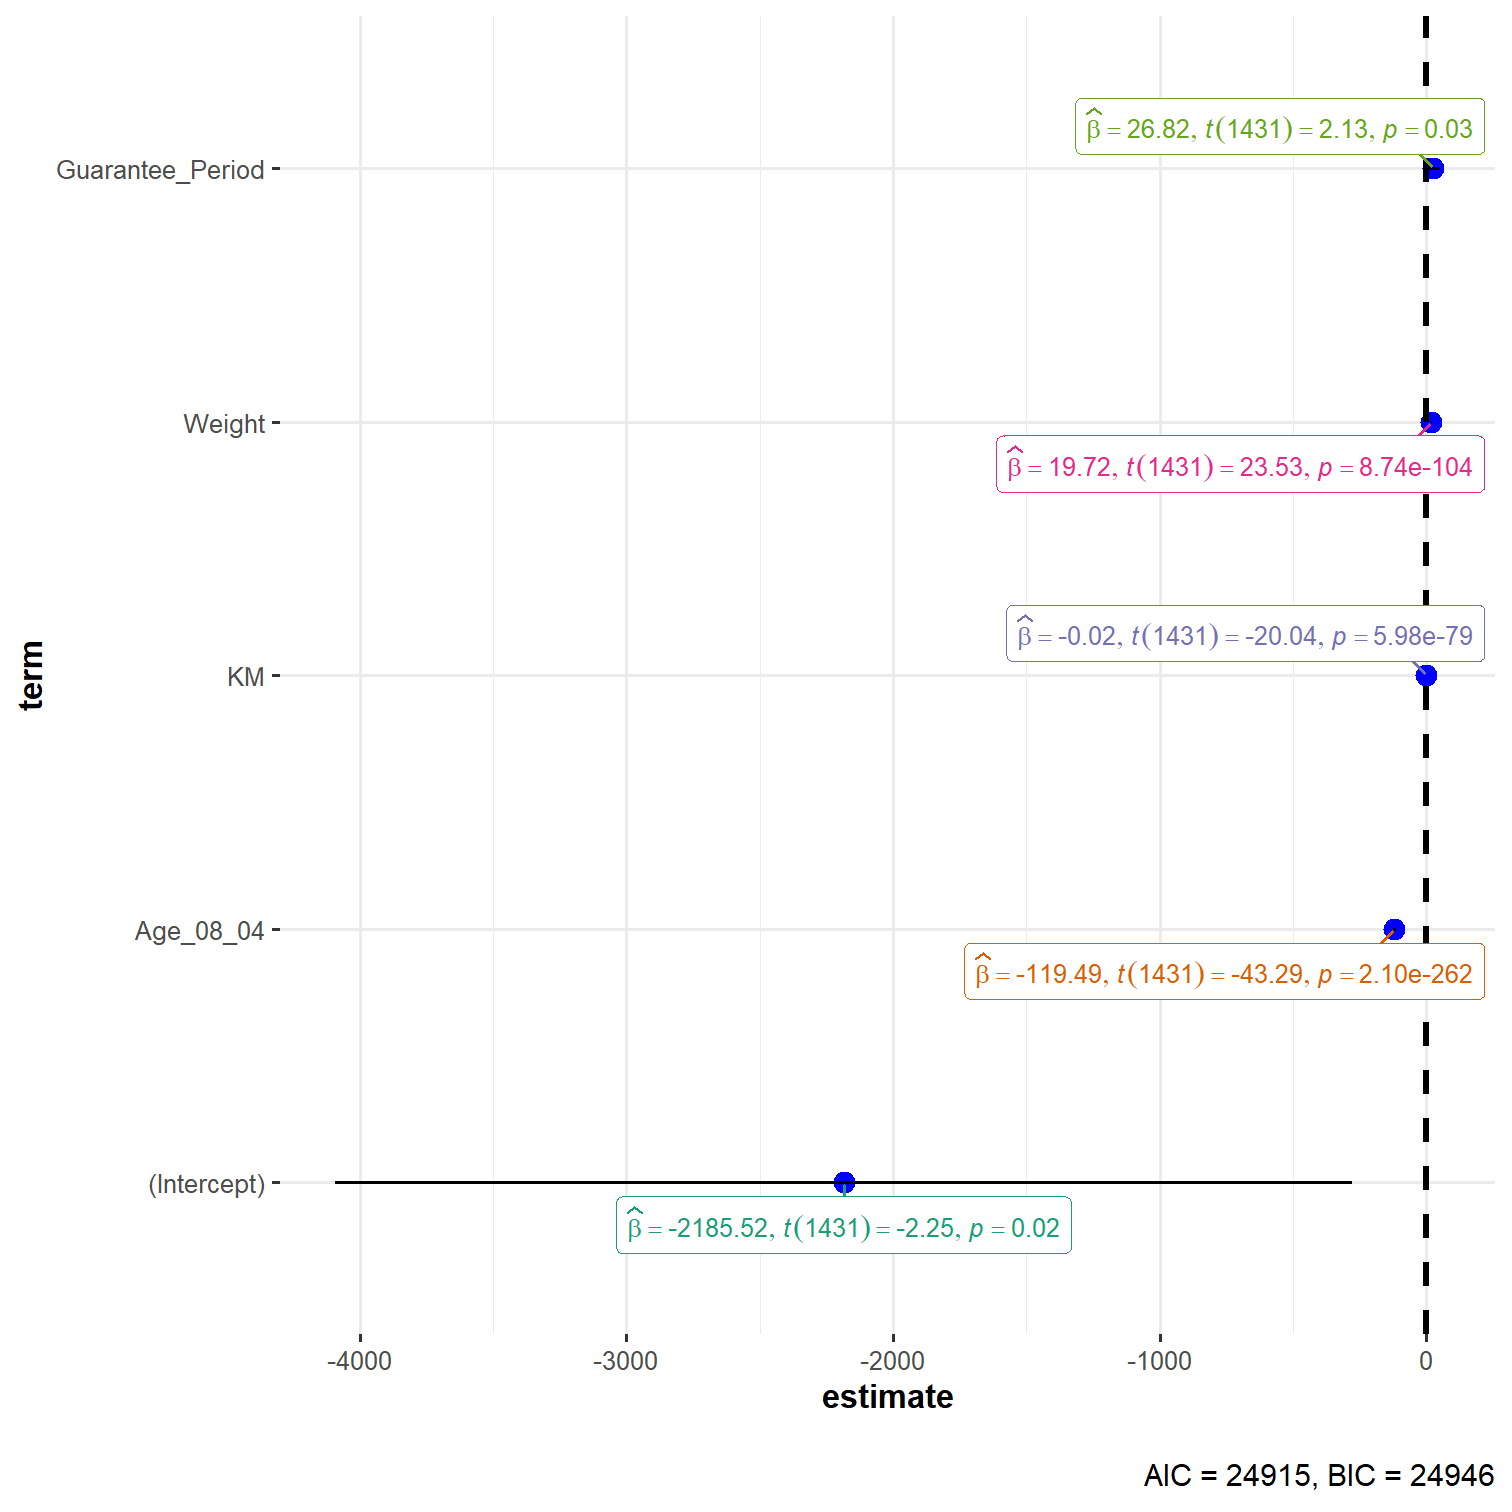 Guarantee_Period
β̂ = 26.82, t(1431) = 2.13, p = 0.03
Weight
β̂ = 19.72, t(1431) = 23.53, p = 8.74e-104
KM
β̂ = -0.02, t(1431) = -20.04, p = 5.98e-79
Age_08_04
β̂ = -119.49, t(1431) = -43.29, p = 2.10e-262
(Intercept)
β̂ = -2185.52, t(1431) = -2.25, p = 0.02
term
-4000 -3000 -2000 -1000 0
estimate
AIC = 24915, BIC = 24946